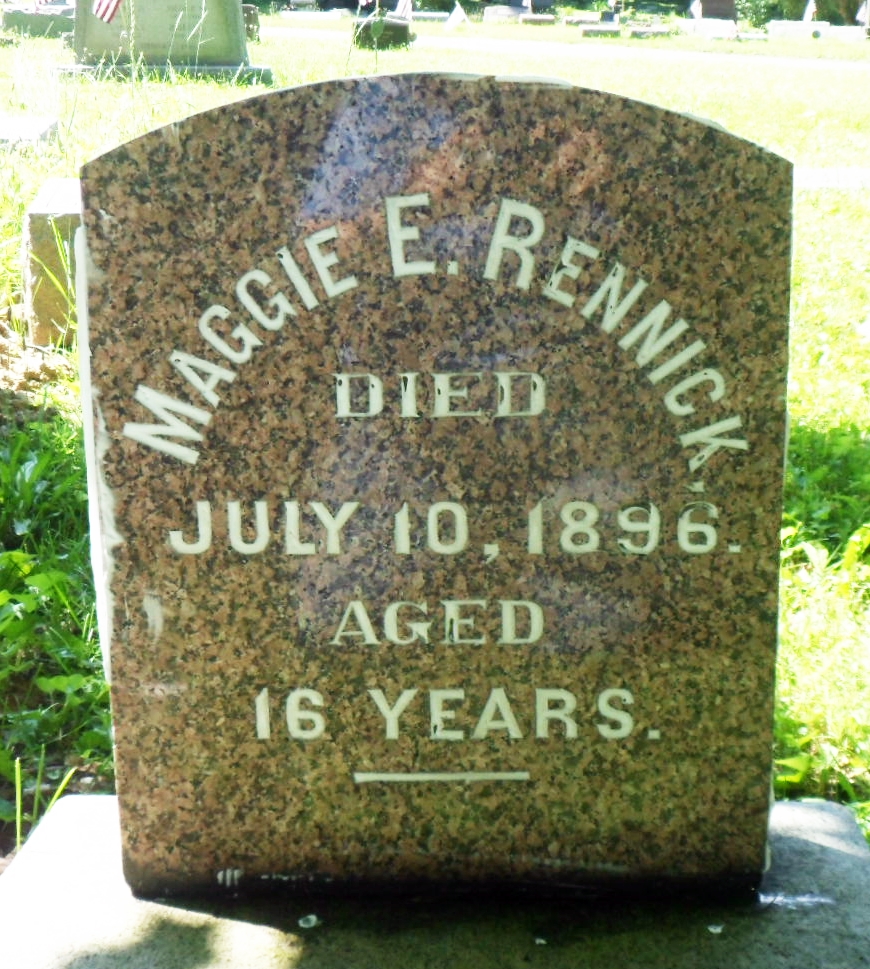 MAGGIE E. RENNICK,
DIED
JULY 10, 1896.
AGED
16 YEARS.